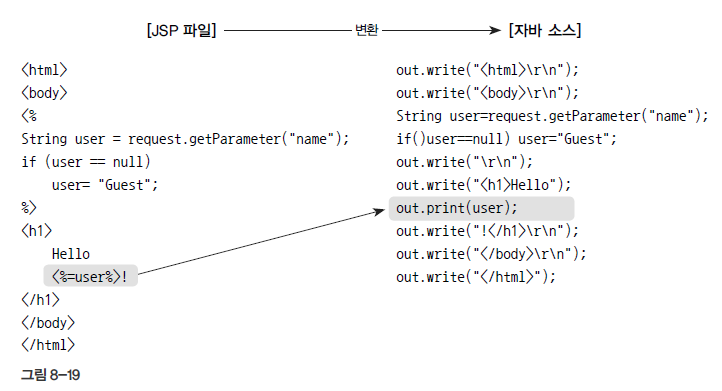 [JSP 파일] 변환 [자바 소스]
<html>
<body>
<%
String user = request.getParameter("name");
if (user == null)
user= "Guest";
%>
<h1>
Hello
<%=user%>!
</h1>
</body>
</html>
out.write("<html>\r\n");
out.write("<body>\r\n");
String user=request.getParameter("name");
if()user==null) user="Guest";
out.write("\r\n");
out.write("<h1>Hello");
out.print(user);
out.write("!</h1>\r\n");
out.write("</body>\r\n");
out.write("</html>");
그림 8-19